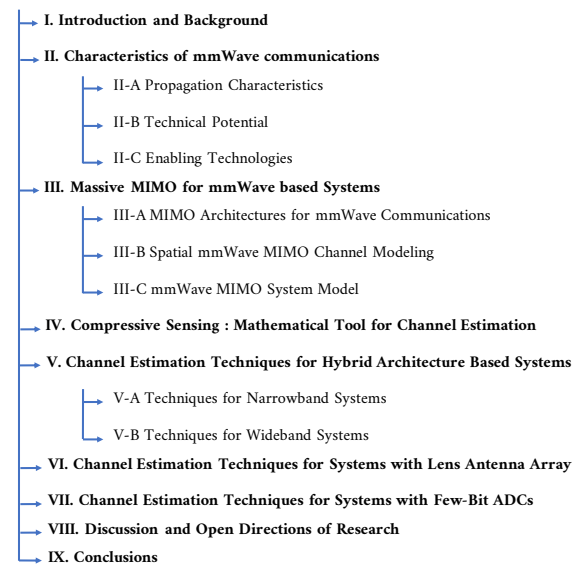 I. Introduction and Background
II. Characteristics of mmWave communications
II-A Propagation Characteristics
II-B Technical Potential
II-C Enabling Technologies
III. Massive MIMO for mmWave based Systems
III-A MIMO Architectures for mmWave Communications
III-B Spatial mmWave MIMO Channel Modeling
III-C mmWave MIMO System Model
IV. Compressive Sensing : Mathematical Tool for Channel Estimation
V. Channel Estimation Techniques for Hybrid Architecture Based Systems
V-A Techniques for Narrowband Systems
V-B Techniques for Wideband Systems
VI. Channel Estimation Techniques for Systems with Lens Antenna Array
VII. Channel Estimation Techniques for Systems with Few-Bit ADCs
VIII. Discussion and Open Directions of Research
IX. Conclusions